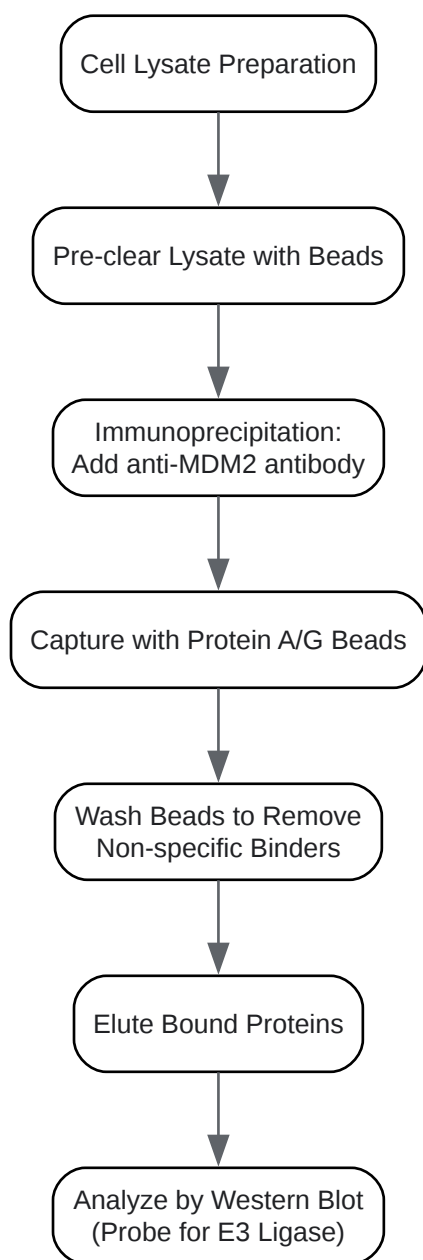 Cell Lysate Preparation
Pre-clear Lysate with Beads
Immunoprecipitation:
Add anti-MDM2 antibody
Capture with Protein A/G Beads
Wash Beads to Remove
Non-specific Binders
Elute Bound Proteins
Analyze by Western Blot
(Probe for E3 Ligase)